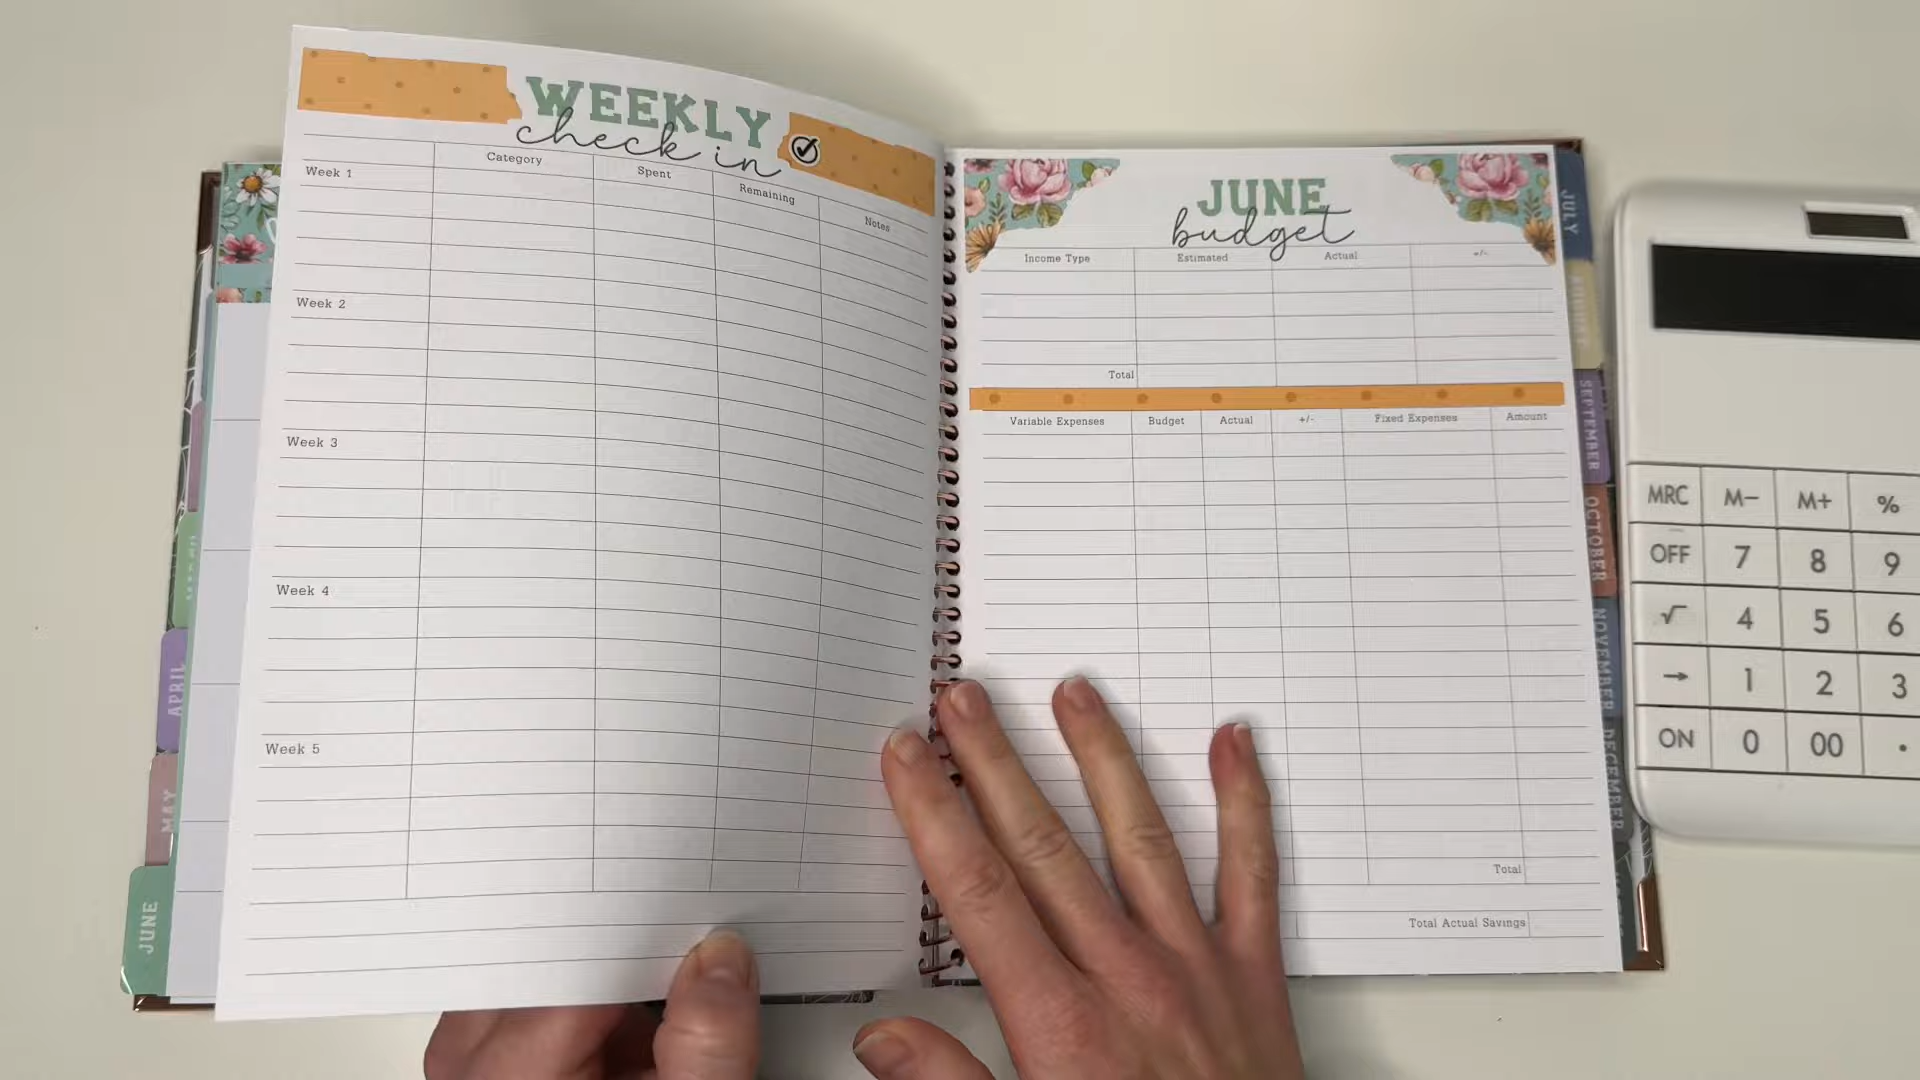 WEEKLY
check in
Category Spent Remaining Notes
Week 1
Week 2
Week 3
Week 4
Week 5
JUNE
budget
Income Type Estimated Actual +/-
Total
Variable Expenses Budget Actual +/- Fixed Expenses Amount
Total
Total Actual Savings
APRIL
MAY
JUNE
JULY
SEPTEMBER
OCTOBER
NOVEMBER
DECEMBER
MRC M− M+ %
OFF 7 8 9
√ 4 5 6
→ 1 2 3
ON 0 00 .